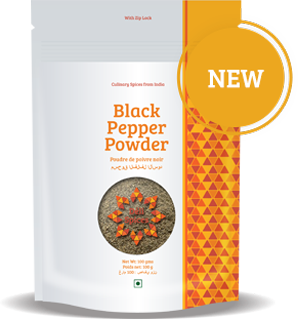 With Zip Lock
Culinary Spices from India
NEW
Black
Pepper
Powder
Poudre de poivre noir
Net Wt: 100 gms
Poids net: 100 g